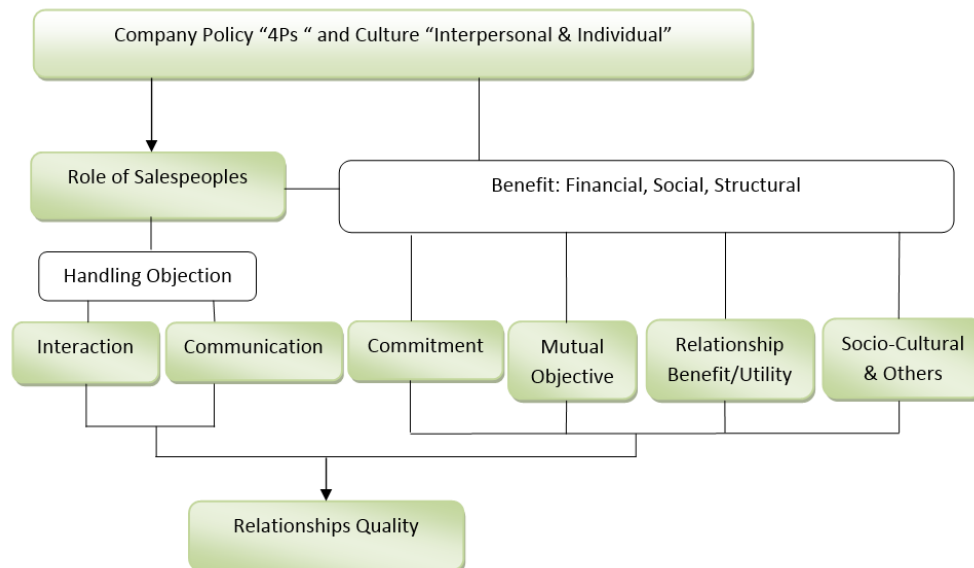 Company Policy “4Ps “ and Culture “Interpersonal & Individual”
Role of Salespeoples
Benefit: Financial, Social, Structural
Handling Objection
Interaction
Communication
Commitment
Mutual
Objective
Relationship
Benefit/Utility
Socio-Cultural
& Others
Relationships Quality